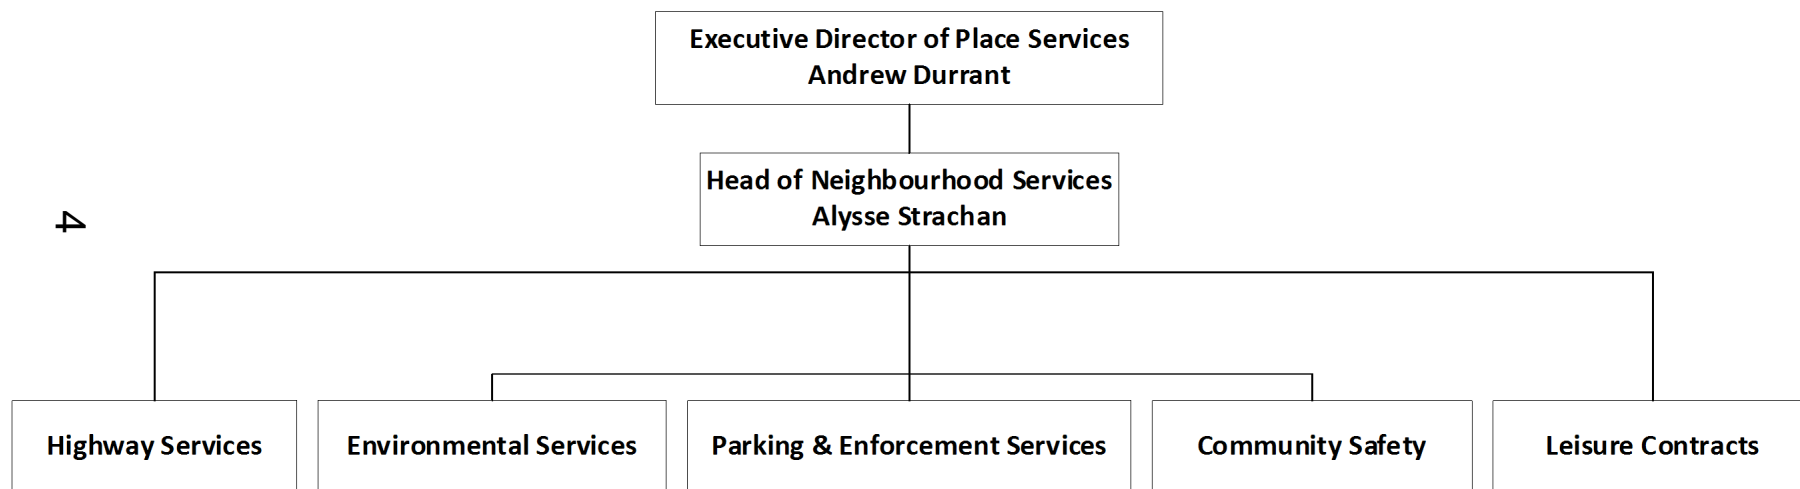 Executive Director of Place Services
Andrew Durrant
Head of Neighbourhood Services
Alysse Strachan
4
Highway Services
Environmental Services
Parking & Enforcement Services
Community Safety
Leisure Contracts